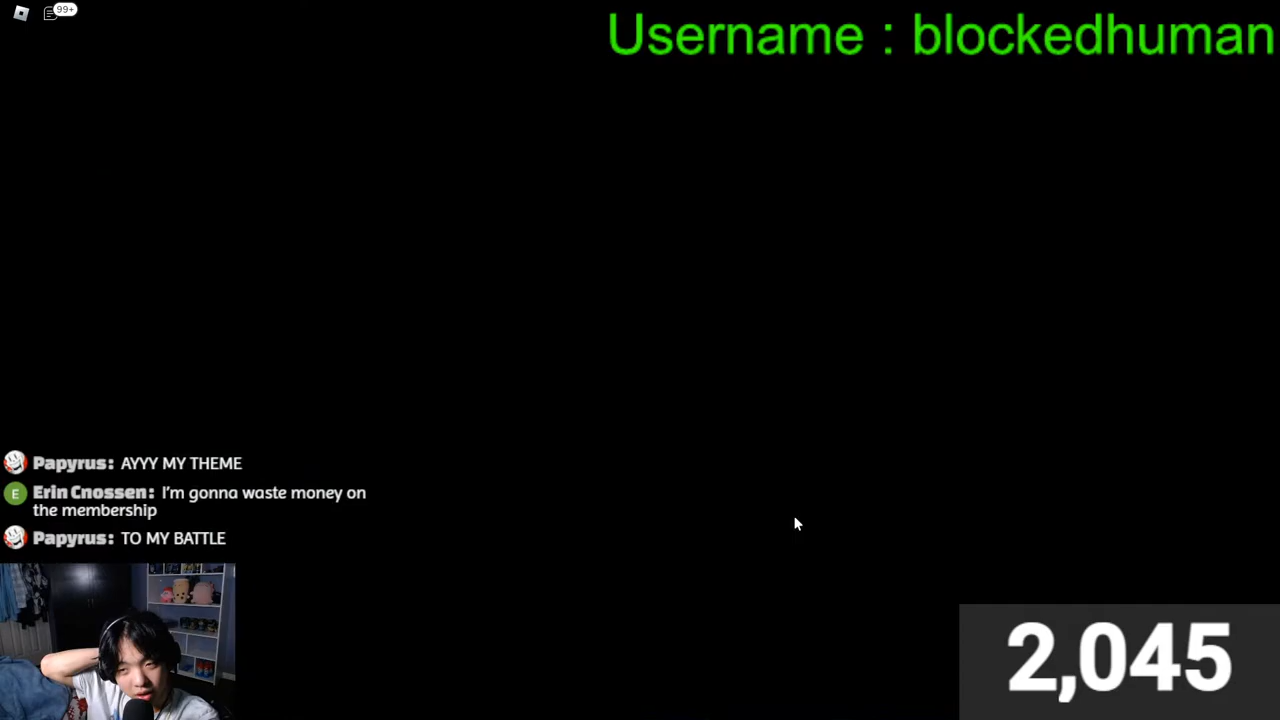 99+
Username : blockedhuman
Papyrus: AYYY MY THEME
E Erin Cnossen: I'm gonna waste money on
the membership
Papyrus: TO MY BATTLE
2,045